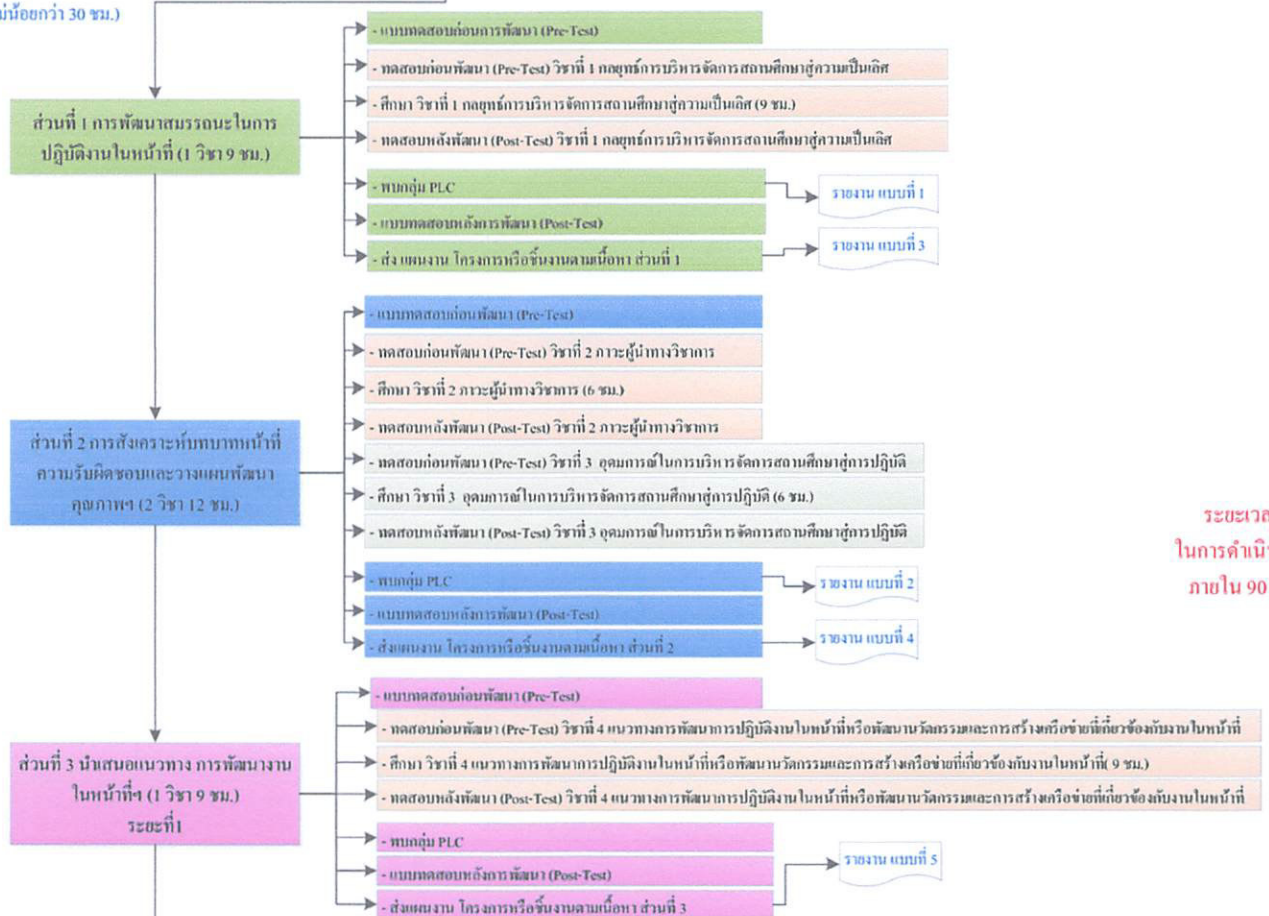 ม่น้อยกว่า 30 ชม.)
ส่วนที่ 1 การพัฒนาสมรรถนะในการ
ปฏิบัติงานในหน้าที่ (1 วิชา 9 ชม.)
- แบบทดสอบก่อนการพัฒนา (Pre-Test)
- ทดสอบก่อนพัฒนา (Pre-Test) วิชาที่ 1 กลยุทธ์การบริหารจัดการสถานศึกษาสู่ความเป็นเลิศ
- ศึกษา วิชาที่ 1 กลยุทธ์การบริหารจัดการสถานศึกษาสู่ความเป็นเลิศ (9 ชม.)
- ทดสอบหลังพัฒนา (Post-Test) วิชาที่ 1 กลยุทธ์การบริหารจัดการสถานศึกษาสู่ความเป็นเลิศ
- พบกลุ่ม PLC
รายงาน แบบที่ 1
- แบบทดสอบหลังการพัฒนา (Post-Test)
- ส่ง แผนงาน โครงการหรือชิ้นงานตามเนื้อหา ส่วนที่ 1
รายงาน แบบที่ 3
ส่วนที่ 2 การสังเคราะห์บทบาทหน้าที่
ความรับผิดชอบและวางแผนพัฒนา
คุณภาพฯ (2 วิชา 12 ชม.)
- แบบทดสอบก่อนพัฒนา (Pre-Test)
- ทดสอบก่อนพัฒนา (Pre-Test) วิชาที่ 2 ภาวะผู้นำทางวิชาการ
- ศึกษา วิชาที่ 2 ภาวะผู้นำทางวิชาการ (6 ชม.)
- ทดสอบหลังพัฒนา (Post-Test) วิชาที่ 2 ภาวะผู้นำทางวิชาการ
- ทดสอบก่อนพัฒนา (Pre-Test) วิชาที่ 3 อุดมการณ์ในการบริหารจัดการสถานศึกษาสู่การปฏิบัติ
- ศึกษา วิชาที่ 3 อุดมการณ์ในการบริหารจัดการสถานศึกษาสู่การปฏิบัติ (6 ชม.)
- ทดสอบหลังพัฒนา (Post-Test) วิชาที่ 3 อุดมการณ์ในการบริหารจัดการสถานศึกษาสู่การปฏิบัติ
- พบกลุ่ม PLC
รายงาน แบบที่ 2
- แบบทดสอบหลังการพัฒนา (Post-Test)
- ส่งแผนงาน โครงการหรือชิ้นงานตามเนื้อหา ส่วนที่ 2
รายงาน แบบที่ 4
ระยะเวล
ในการดำเนิ
ภายใน 90
ส่วนที่ 3 นำเสนอแนวทาง การพัฒนางาน
ในหน้าที่ฯ (1 วิชา 9 ชม.)
ระยะที่1
- แบบทดสอบก่อนพัฒนา (Pre-Test)
- ทดสอบก่อนพัฒนา (Pre-Test) วิชาที่ 4 แนวทางการพัฒนาการปฏิบัติงานในหน้าที่หรือพัฒนานวัตกรรมและการสร้างเครือข่ายที่เกี่ยวข้องกับงานในหน้าที่
- ศึกษา วิชาที่ 4 แนวทางการพัฒนาการปฏิบัติงานในหน้าที่หรือพัฒนานวัตกรรมและการสร้างเครือข่ายที่เกี่ยวข้องกับงานในหน้าที่( 9 ชม.)
- ทดสอบหลังพัฒนา (Post-Test) วิชาที่ 4 แนวทางการพัฒนาการปฏิบัติงานในหน้าที่หรือพัฒนานวัตกรรมและการสร้างเครือข่ายที่เกี่ยวข้องกับงานในหน้าที่
- พบกลุ่ม PLC
- แบบทดสอบหลังการพัฒนา (Post-Test)
- ส่งแผนงาน โครงการหรือชิ้นงานตามเนื้อหา ส่วนที่ 3
รายงาน แบบที่ 5